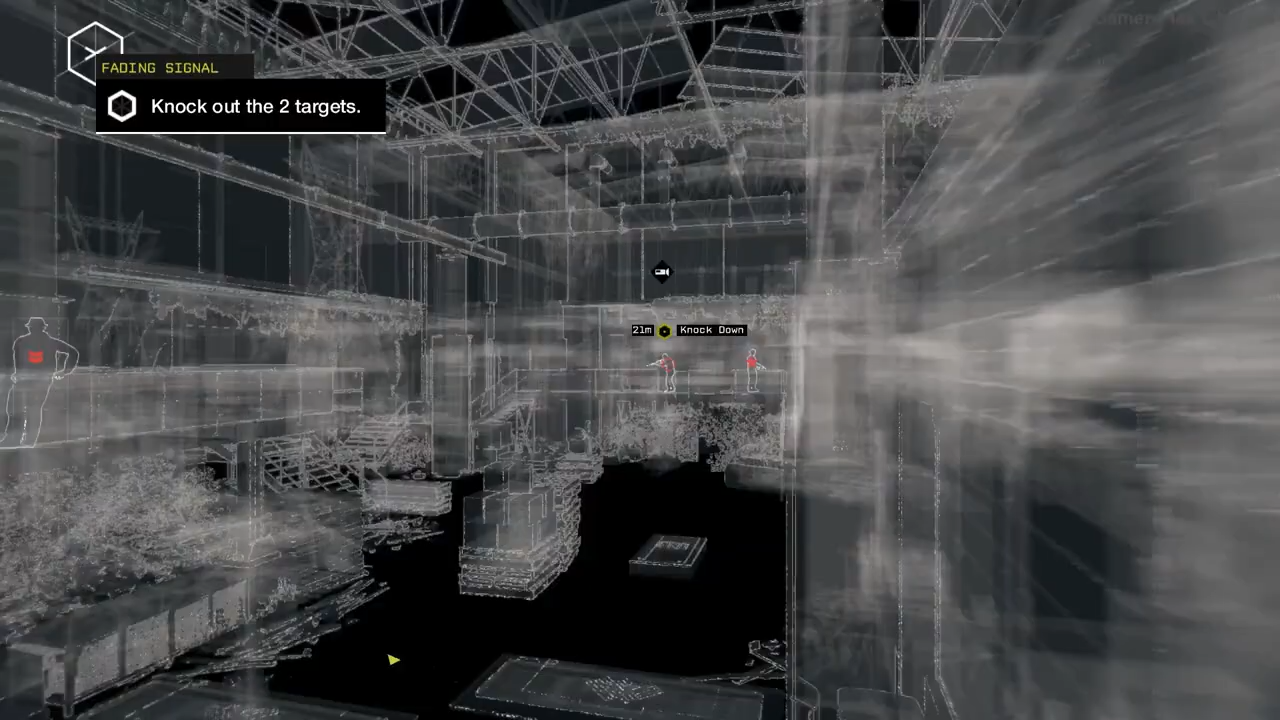 FADING SIGNAL
Knock out the 2 targets.
21m Knock Down